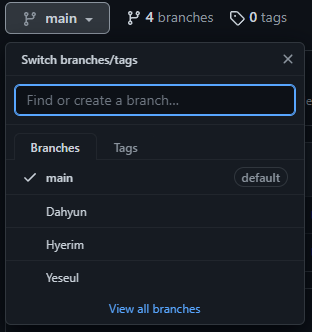 main 4 branches 0 tags
Switch branches/tags
Find or create a branch...
Branches Tags
main default
Dahyun
Hyerim
Yeseul
View all branches